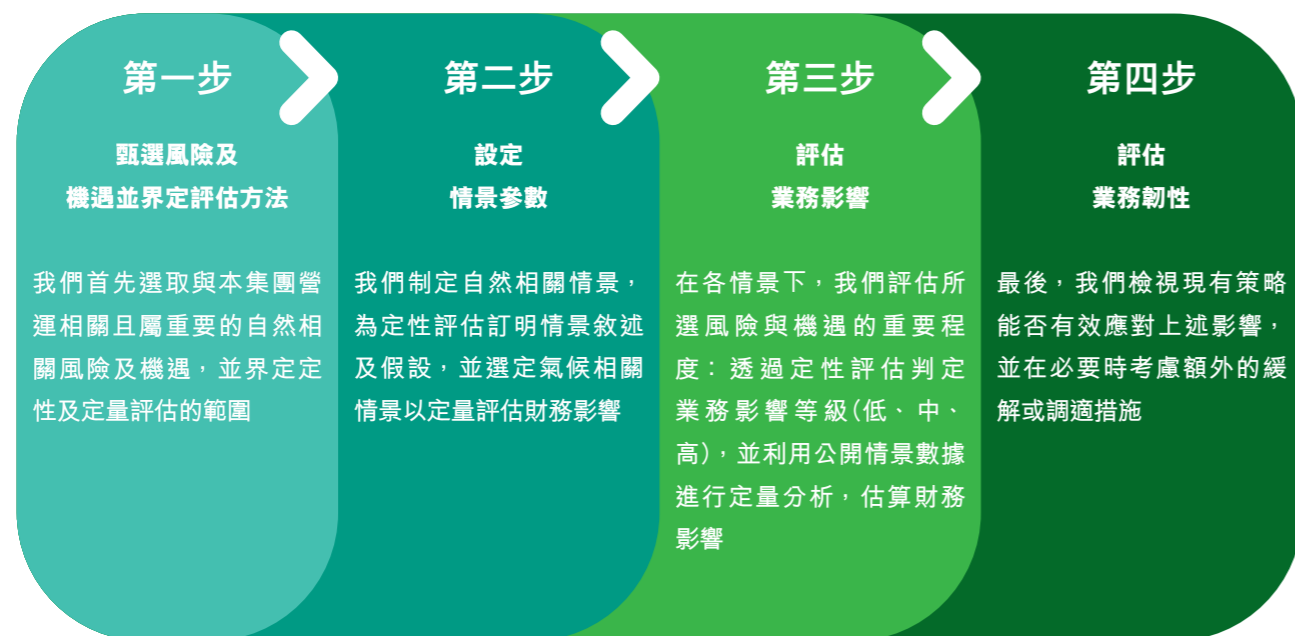 第一步
甄選風險及
機遇並界定評估方法
我們首先選取與本集團營
運相關且屬重要的自然相
關風險及機遇，並界定定
性及定量評估的範圍
第二步
設定
情景參數
我們制定自然相關情景，
為定性評估訂明情景敘述
及假設，並選定氣候相關
情景以定量評估財務影響
第三步
評估
業務影響
在各情景下，我們評估所
選風險與機遇的重要程
度：透過定性評估判定
業務影響等級(低、中、
高)，並利用公開情景數據
進行定量分析，估算財務
影響
第四步
評估
業務韌性
最後，我們檢視現有策略
能否有效應對上述影響，
並在必要時考慮額外的緩
解或調適措施